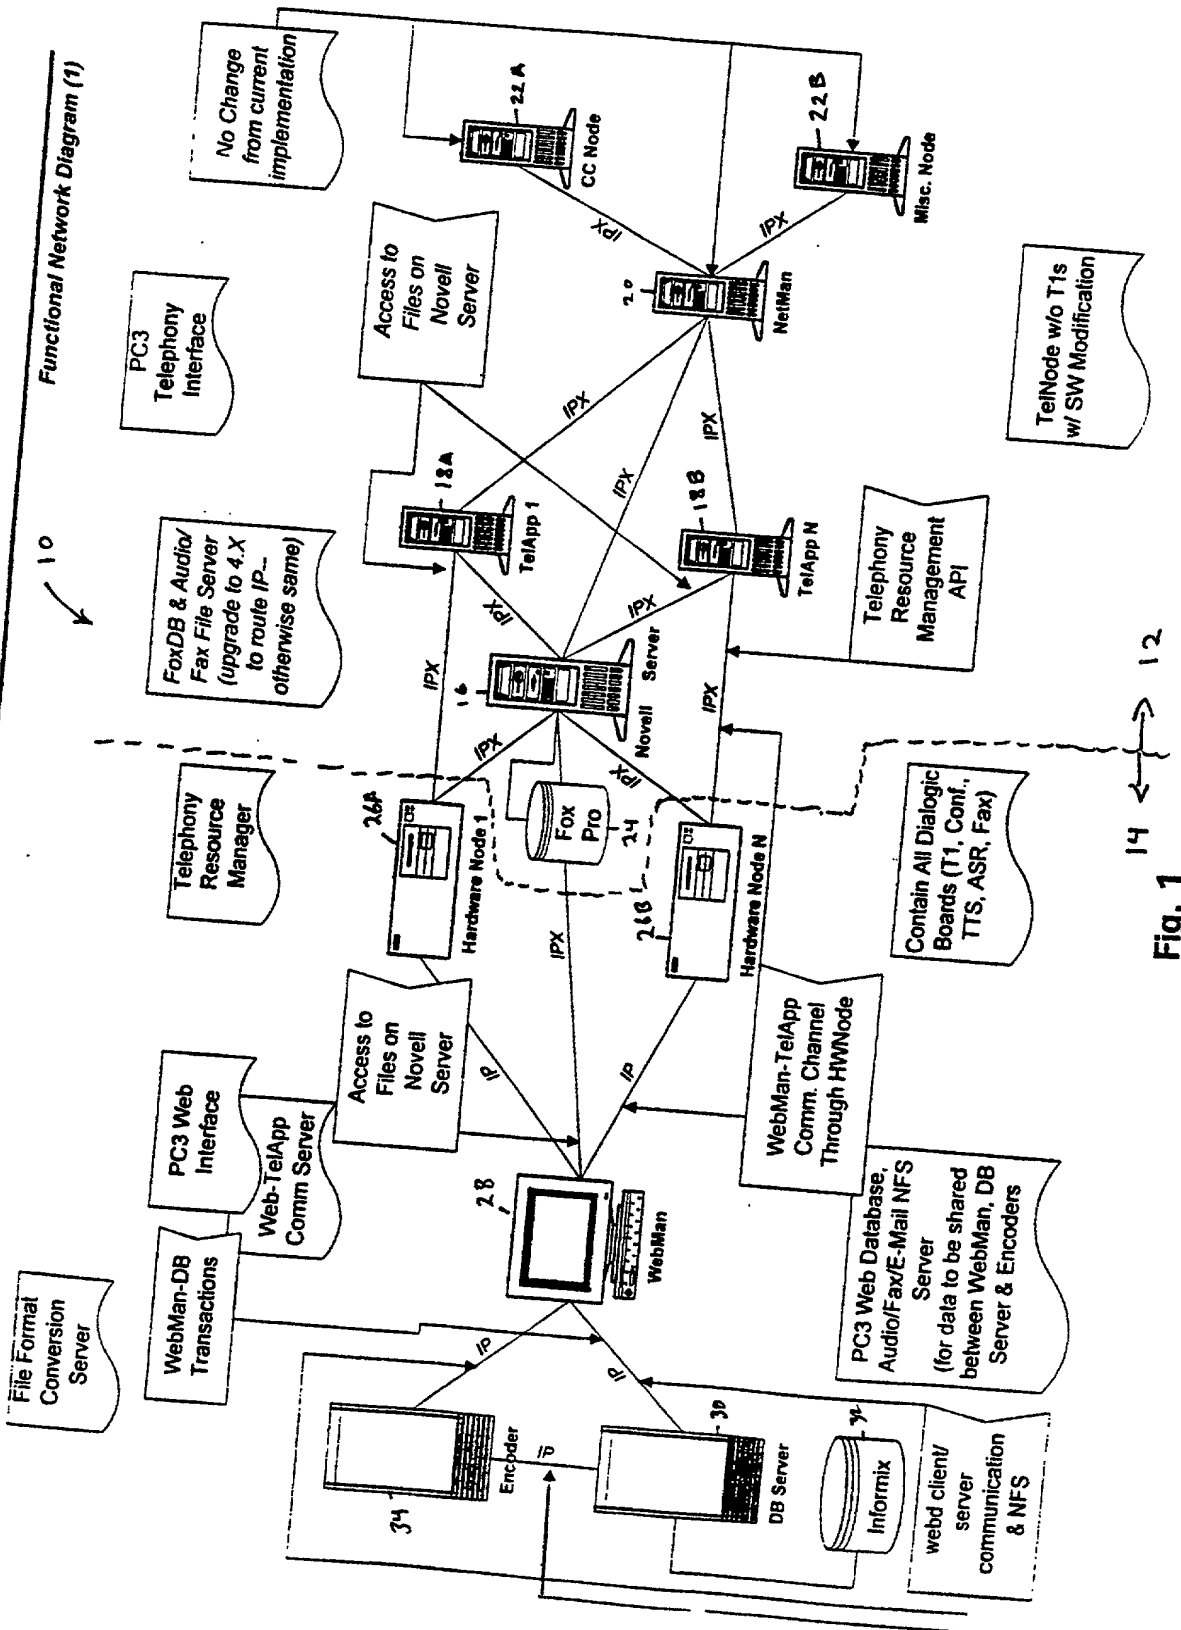 Functional Network Diagram (1)
10
File Format
Conversion
Server
WebMan-DB
Transactions
PC3 Web
Interface
Web-TelApp
Comm Server
Telephony
Resource
Manager
FoxDB & Audio/
Fax File Server
(upgrade to 4.X
to route IP--
otherwise same)
PC3
Telephony
Interface
No Change
from current
implementation
Access to
Files on
Novell
Server
Access to
Files on
Novell
Server
34
Encoder
IP
IP
IP
30
DB Server
32
Informix
28
WebMan
IP
IP
IPX
26A
Hardware Node 1
26B
Hardware Node N
Fox
Pro
24
IPX
IPX
IPX
IPX
16
Novell Server
IPX
IPX
IPX
18A
TelApp 1
18B
TelApp N
IPX
IPX
20
NetMan
IPX
IPX
22A
CC Node
22B
Misc. Node
webd client/
server
communication
& NFS
PC3 Web Database,
Audio/Fax/E-Mail NFS
Server
(for data to be shared
between WebMan, DB
Server & Encoders
WebMan-TelApp
Comm. Channel
Through HWNode
Contain All Dialogic
Boards (T1, Conf.,
TTS, ASR, Fax)
Telephony
Resource
Management
API
TelNode w/o T1s
w/ SW Modification
14
12
Fig. 1